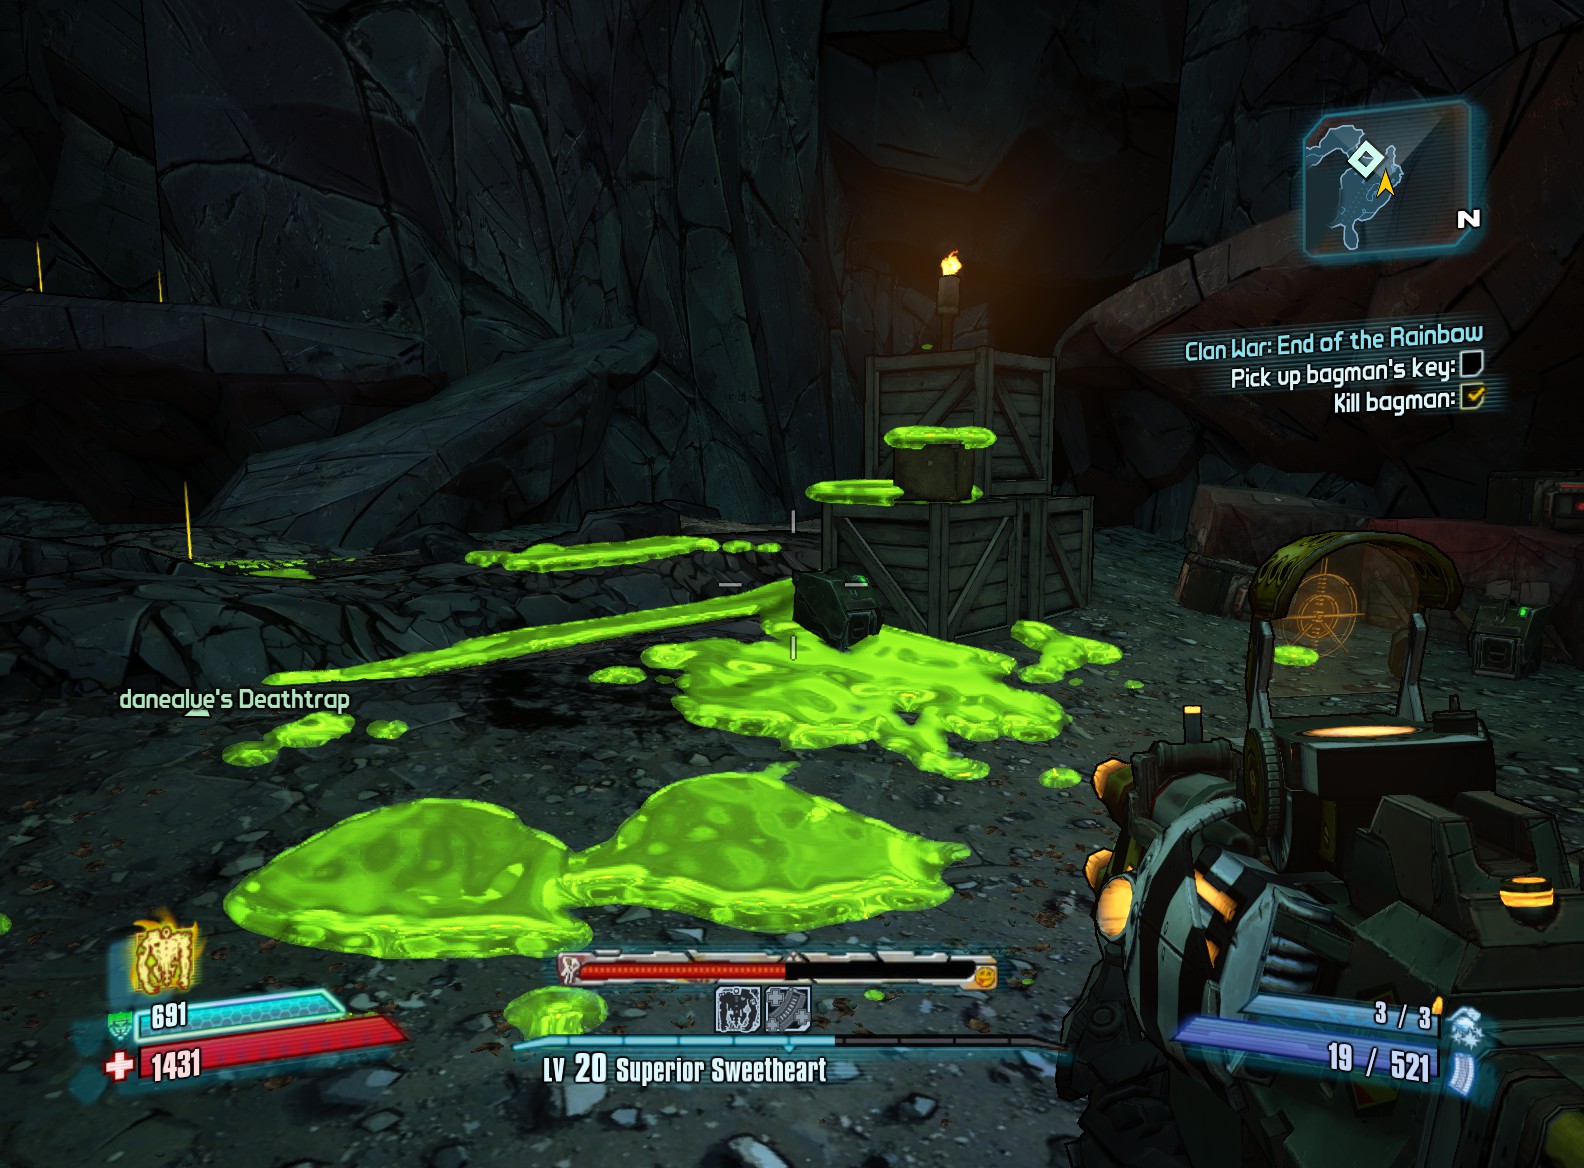 N
Clan War: End of the Rainbow
Pick up bagman's key:
Kill bagman:
danealue's Deathtrap
691
1431
LV 20 Superior Sweetheart
3 / 3
19 / 521